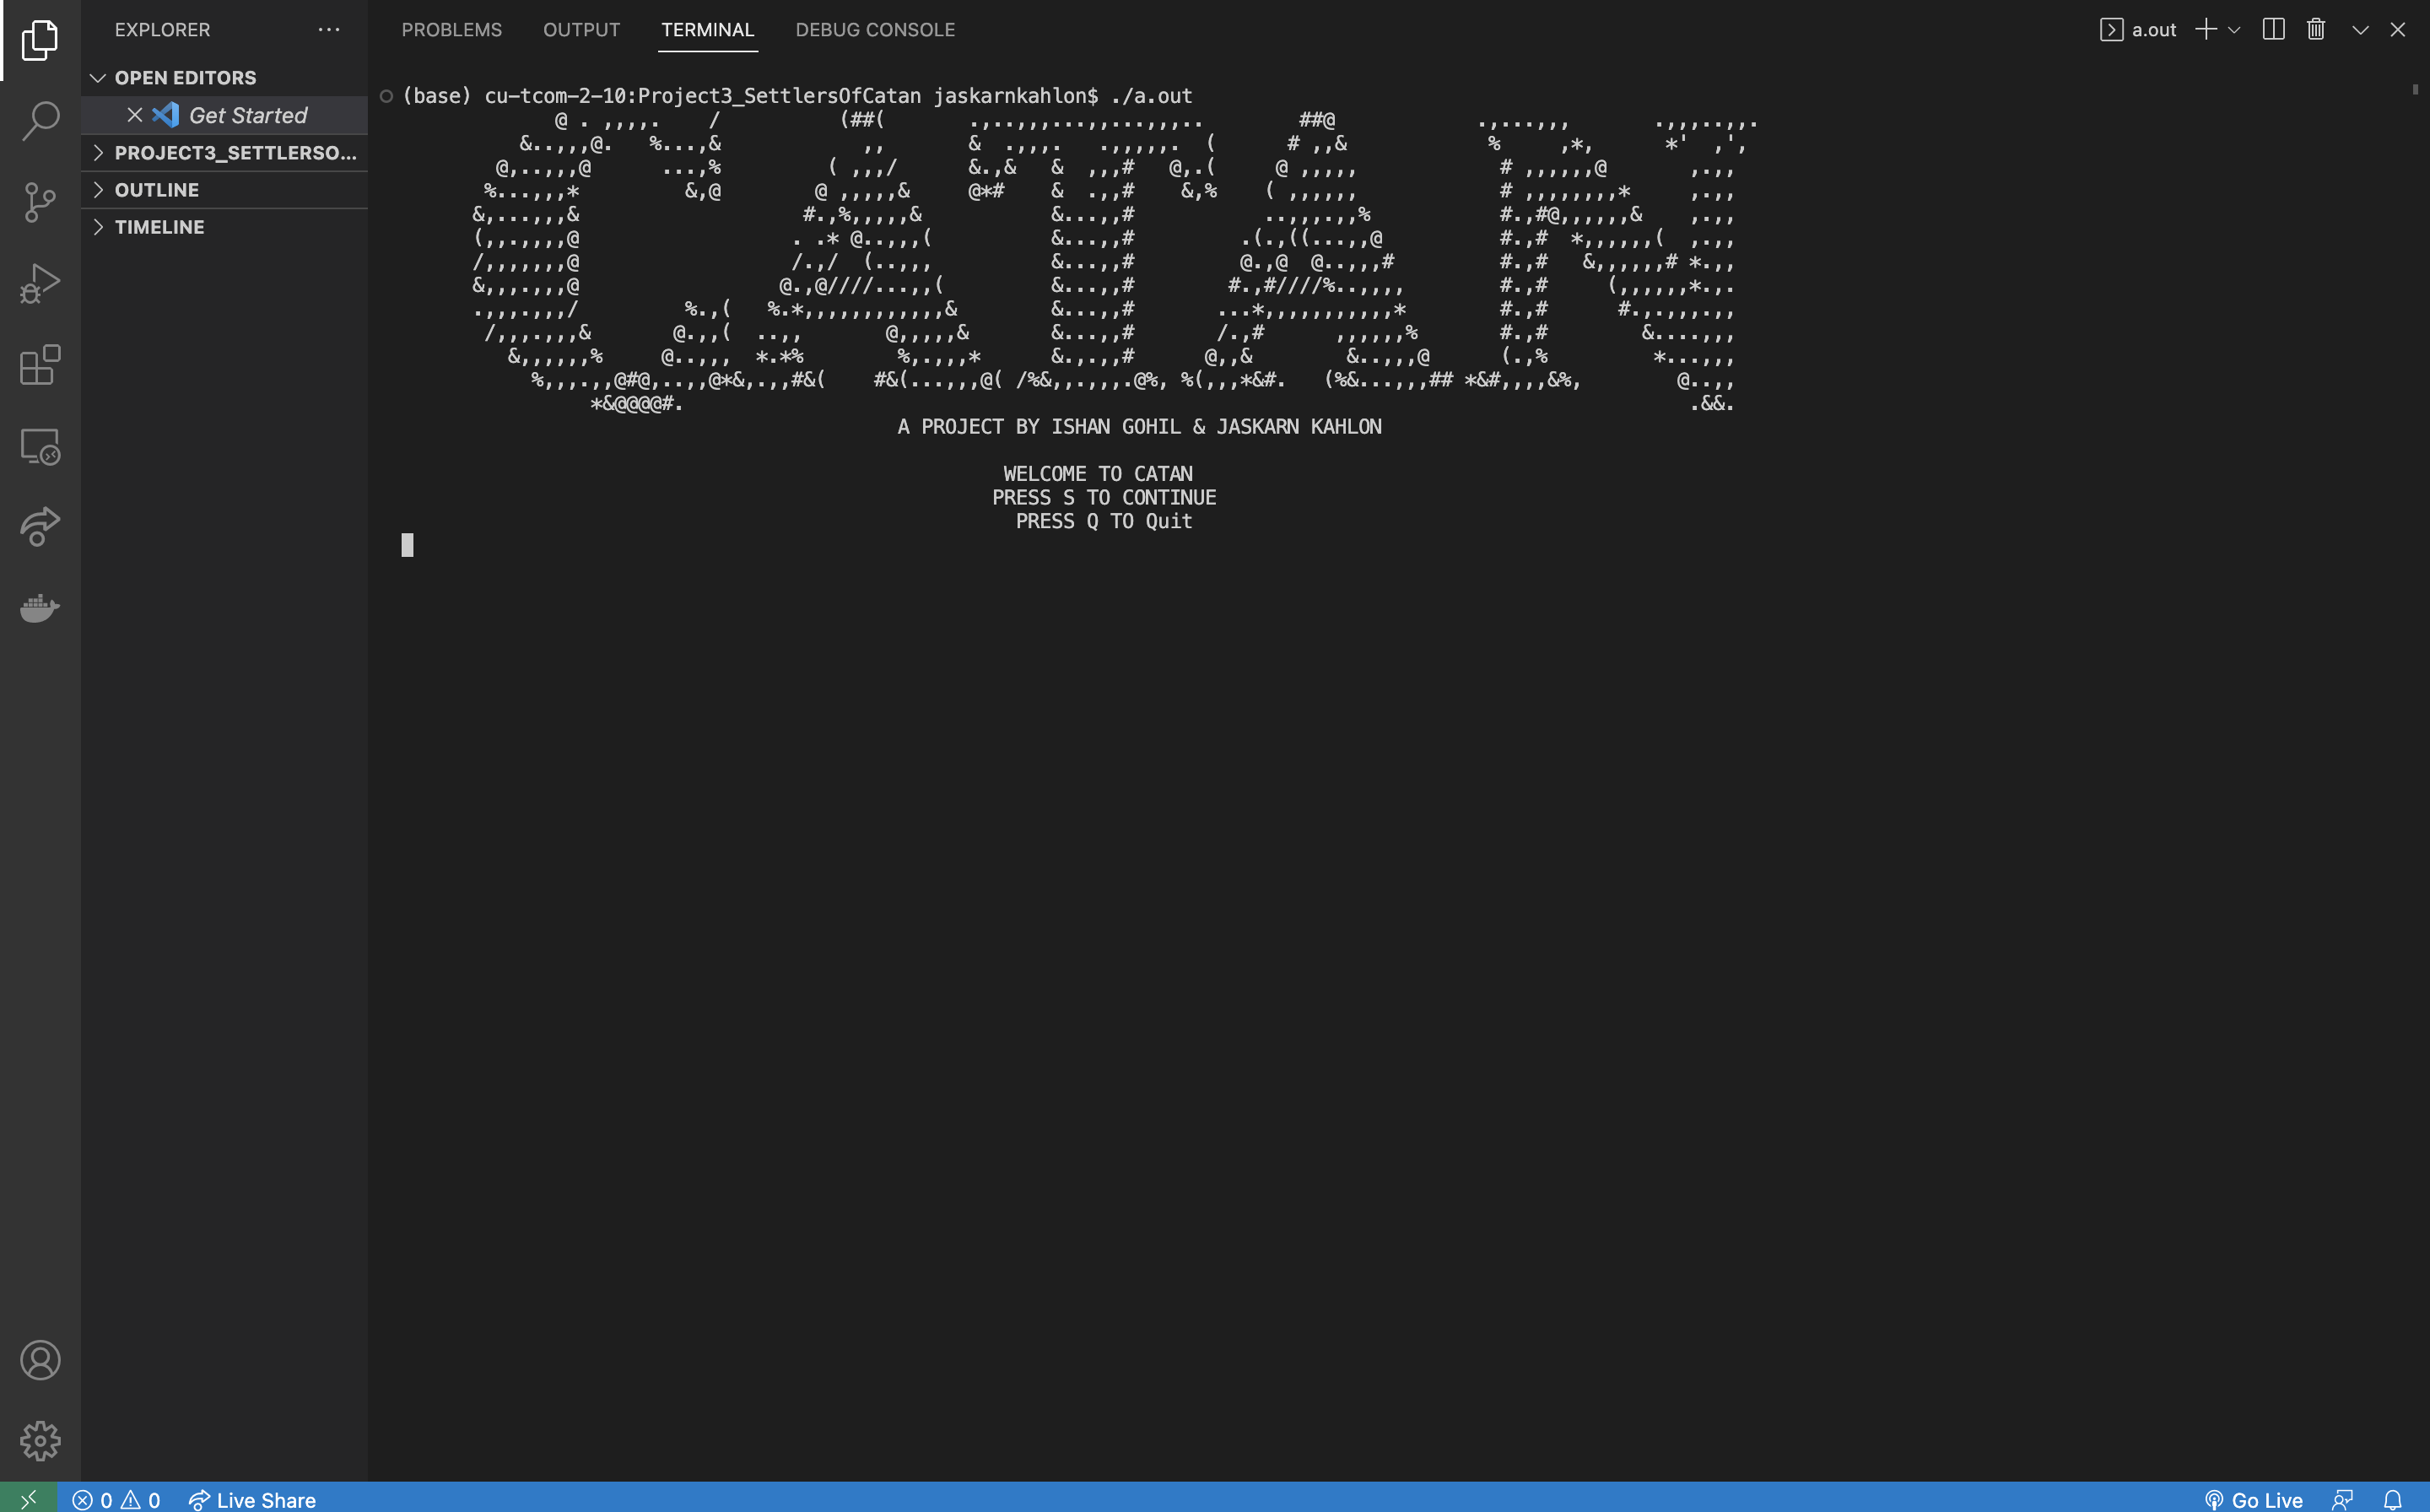 EXPLORER
OPEN EDITORS
Get Started
PROJECT3_SETTLERSO...
OUTLINE
TIMELINE
PROBLEMS OUTPUT TERMINAL DEBUG CONSOLE
a.out
(base) cu-tcom-2-10:Project3_SettlersOfCatan jaskarnkahlon$ ./a.out
CATAN
A PROJECT BY ISHAN GOHIL & JASKARN KAHLON
WELCOME TO CATAN
PRESS S TO CONTINUE
PRESS Q TO Quit
0 0 Live Share
Go Live